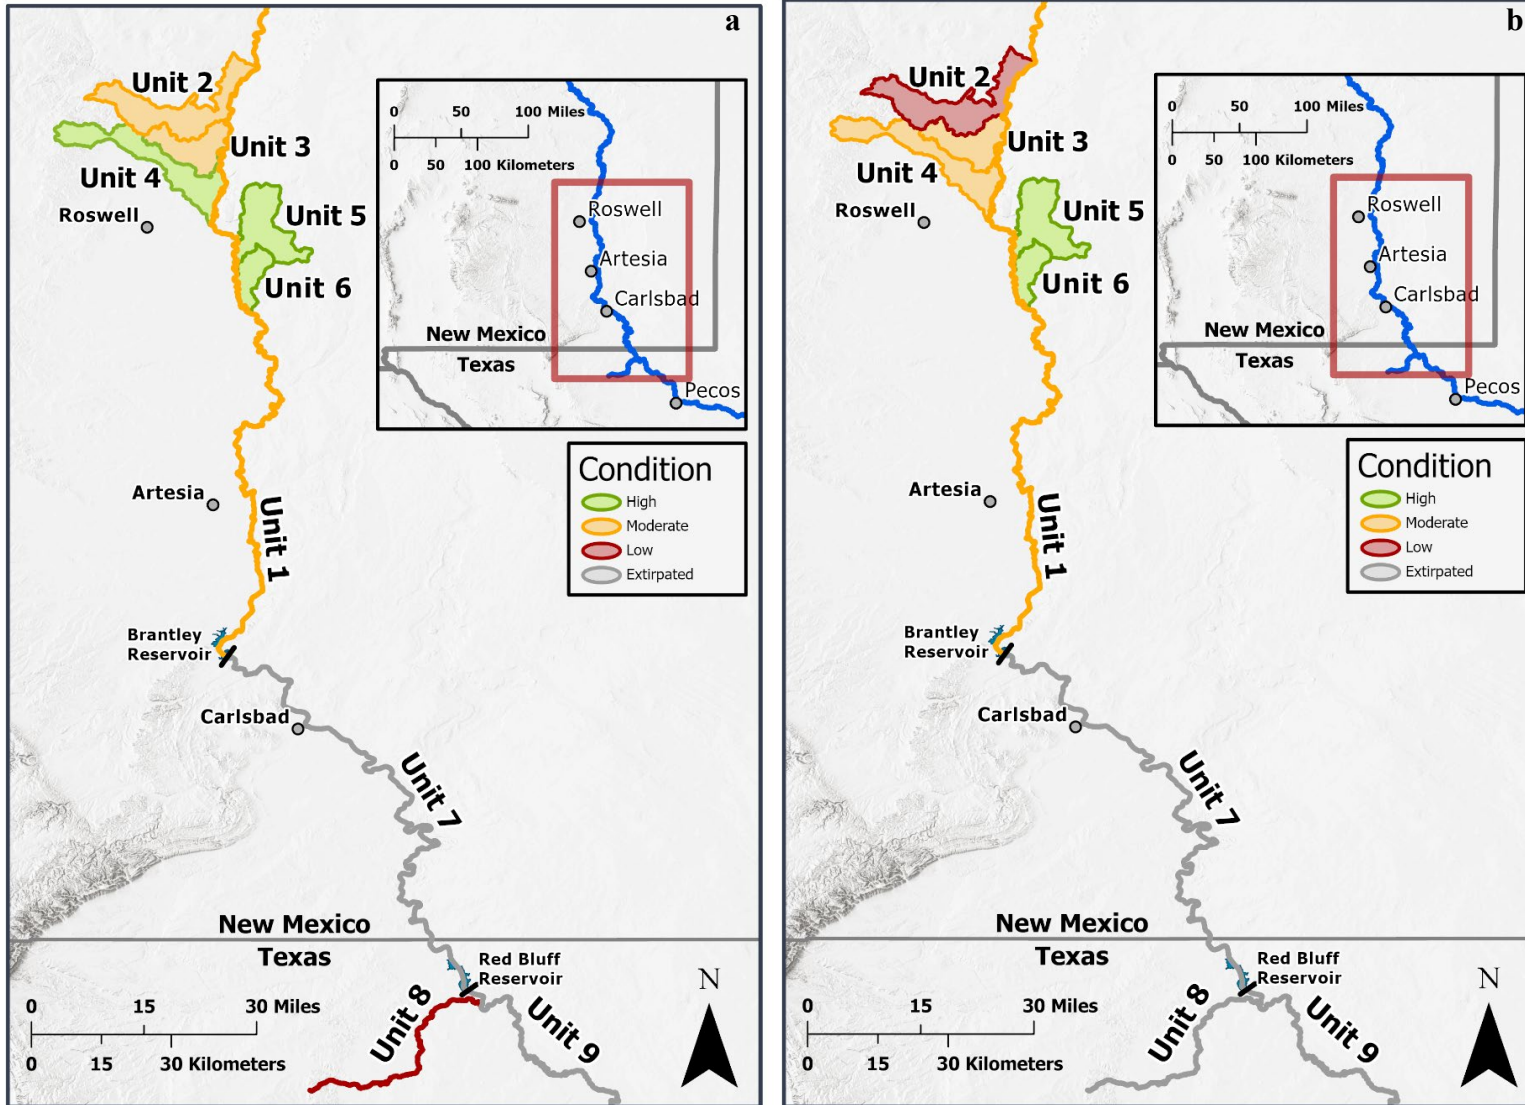 a
Unit 2
Unit 3
Unit 4
Roswell
Unit 5
Unit 6
0 50 100 Miles
0 50 100 Kilometers
Roswell
Artesia
Carlsbad
New Mexico
Texas
Pecos
Condition
High
Moderate
Low
Extirpated
Artesia
Unit 1
Brantley
Reservoir
Carlsbad
Unit 7
New Mexico
Texas
Red Bluff
Reservoir
Unit 8
Unit 9
N
0 15 30 Miles
0 15 30 Kilometers
b
Unit 2
Unit 3
Unit 4
Roswell
Unit 5
Unit 6
0 50 100 Miles
0 50 100 Kilometers
Roswell
Artesia
Carlsbad
New Mexico
Texas
Pecos
Condition
High
Moderate
Low
Extirpated
Artesia
Unit 1
Brantley
Reservoir
Carlsbad
Unit 7
New Mexico
Texas
Red Bluff
Reservoir
Unit 8
Unit 9
N
0 15 30 Miles
0 15 30 Kilometers